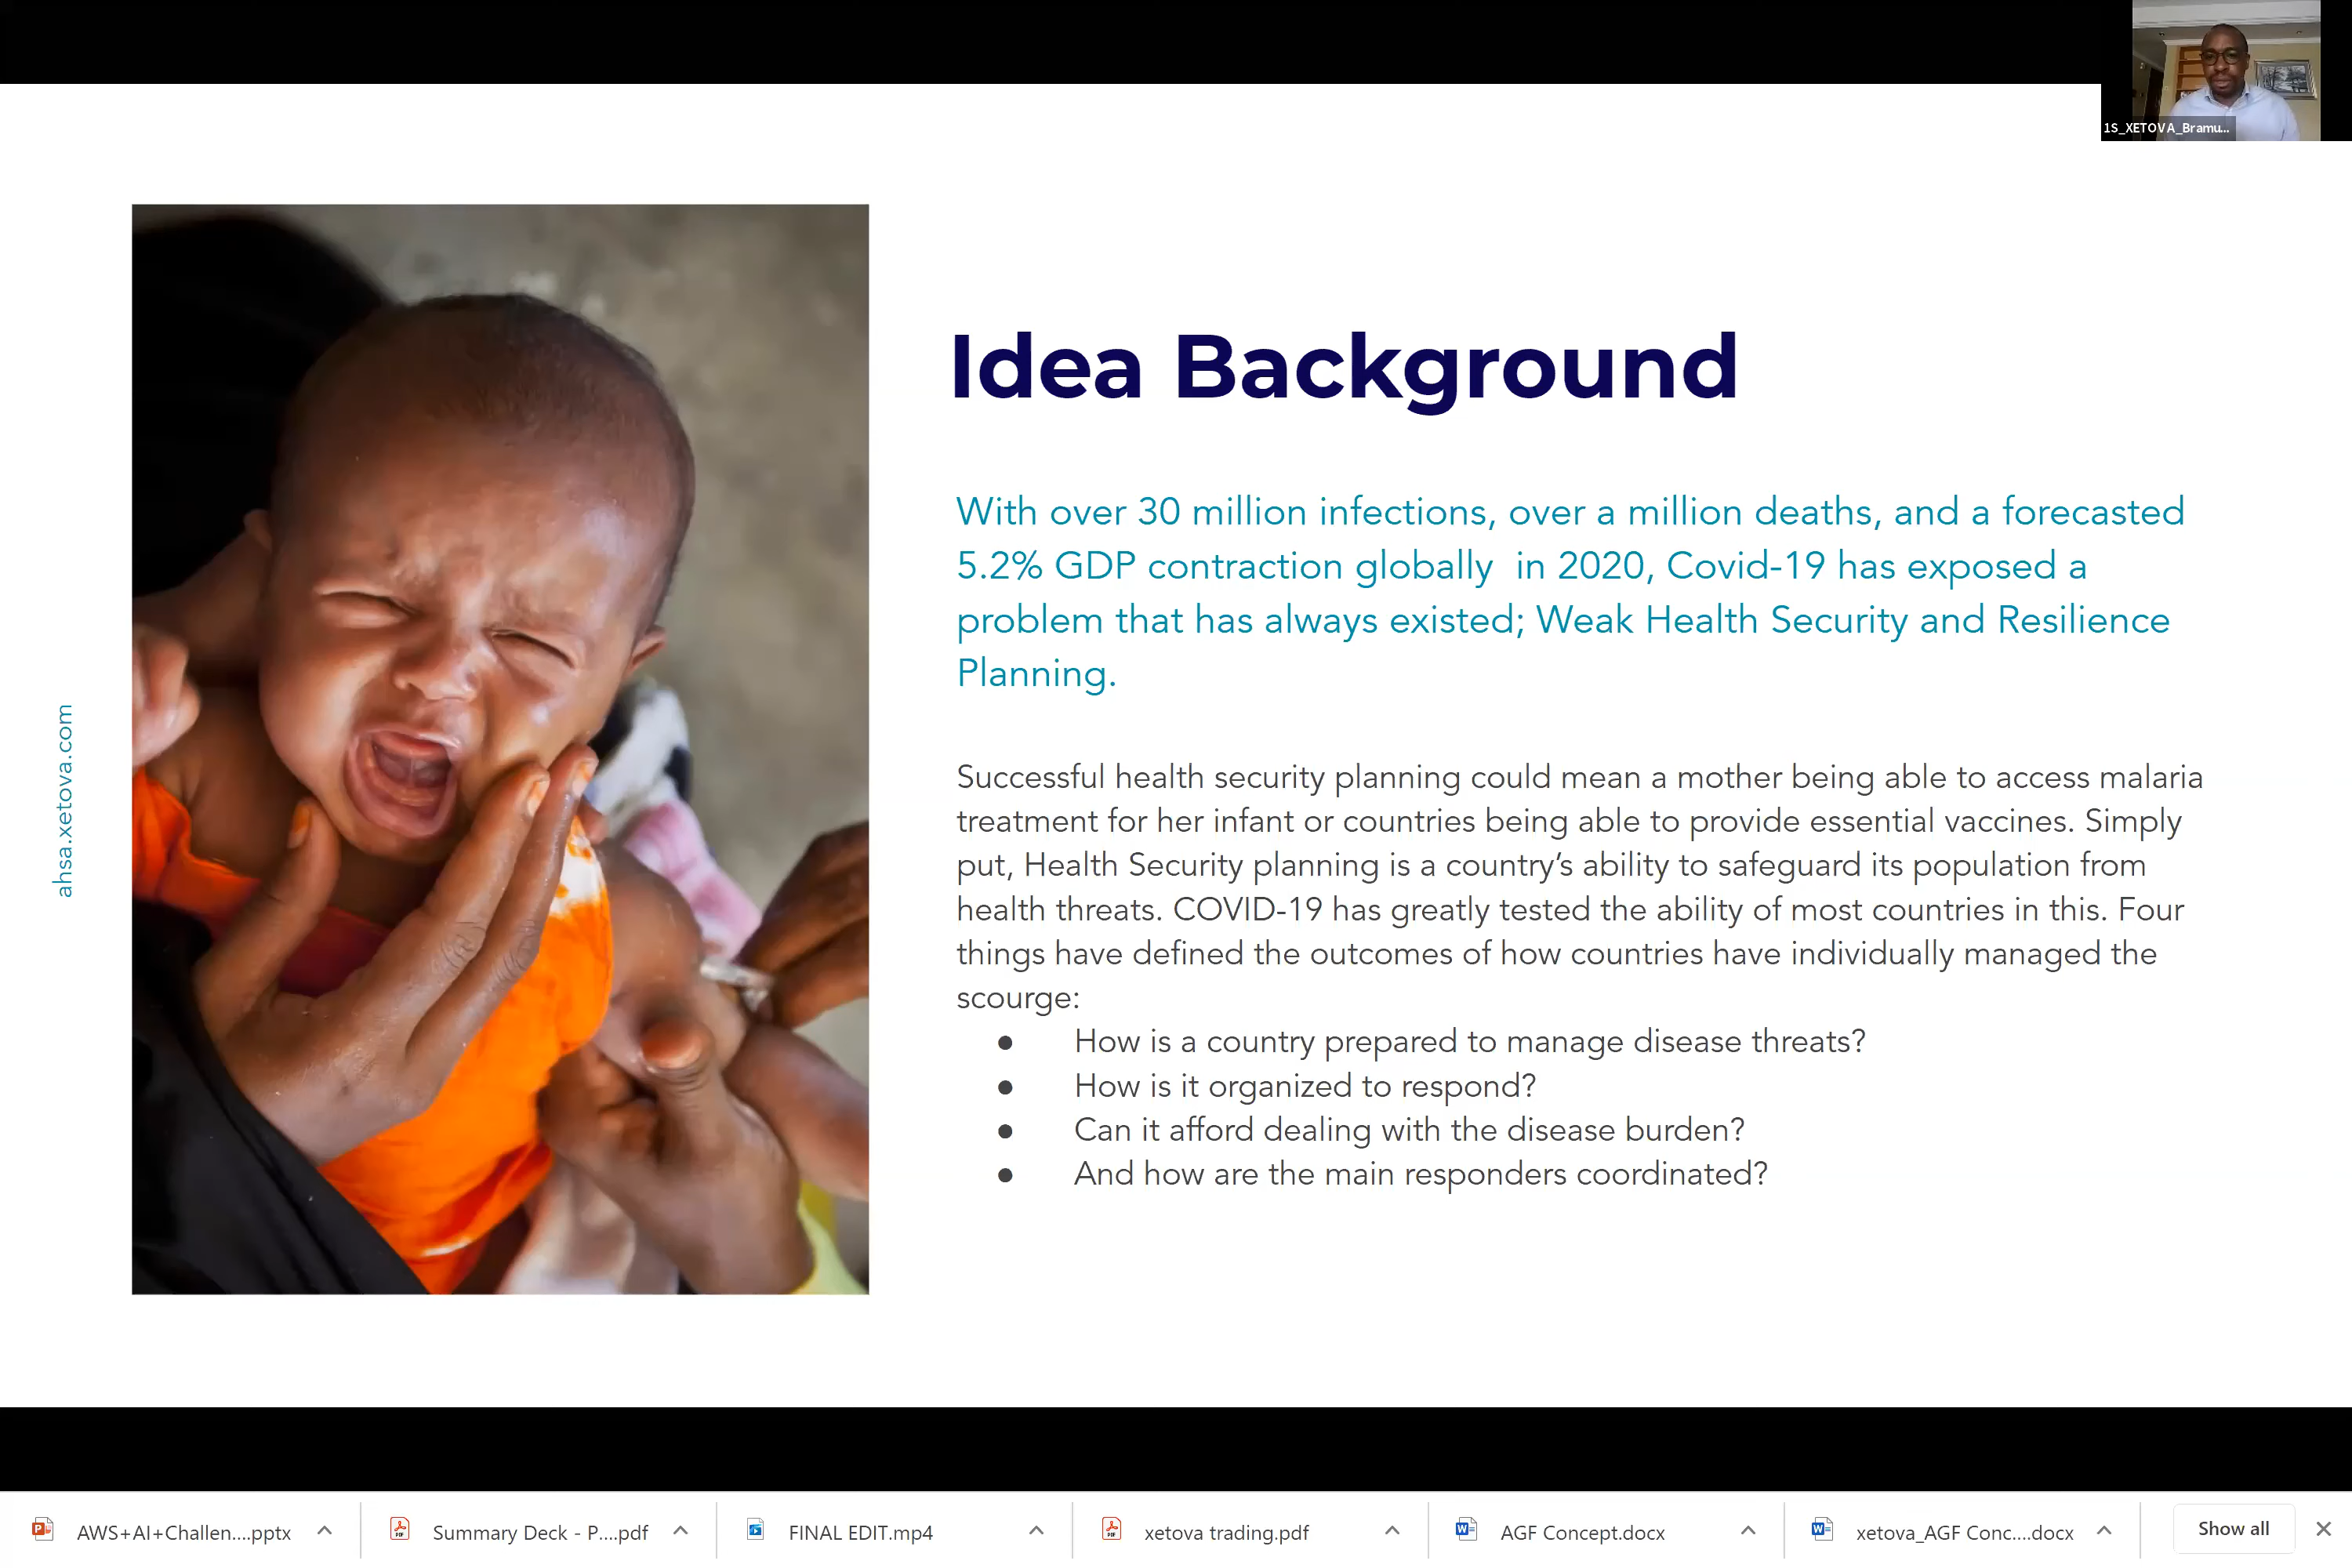 1S_XETOVA_Bramu...
ahsa.xetova.com
Idea Background
With over 30 million infections, over a million deaths, and a forecasted
5.2% GDP contraction globally  in 2020, Covid-19 has exposed a
problem that has always existed; Weak Health Security and Resilience
Planning.
Successful health security planning could mean a mother being able to access malaria
treatment for her infant or countries being able to provide essential vaccines. Simply
put, Health Security planning is a country’s ability to safeguard its population from
health threats. COVID-19 has greatly tested the ability of most countries in this. Four
things have defined the outcomes of how countries have individually managed the
scourge:
● How is a country prepared to manage disease threats?
● How is it organized to respond?
● Can it afford dealing with the disease burden?
● And how are the main responders coordinated?
AWS+AI+Challen....pptx
Summary Deck - P....pdf
FINAL EDIT.mp4
xetova trading.pdf
AGF Concept.docx
xetova_AGF Conc....docx
Show all